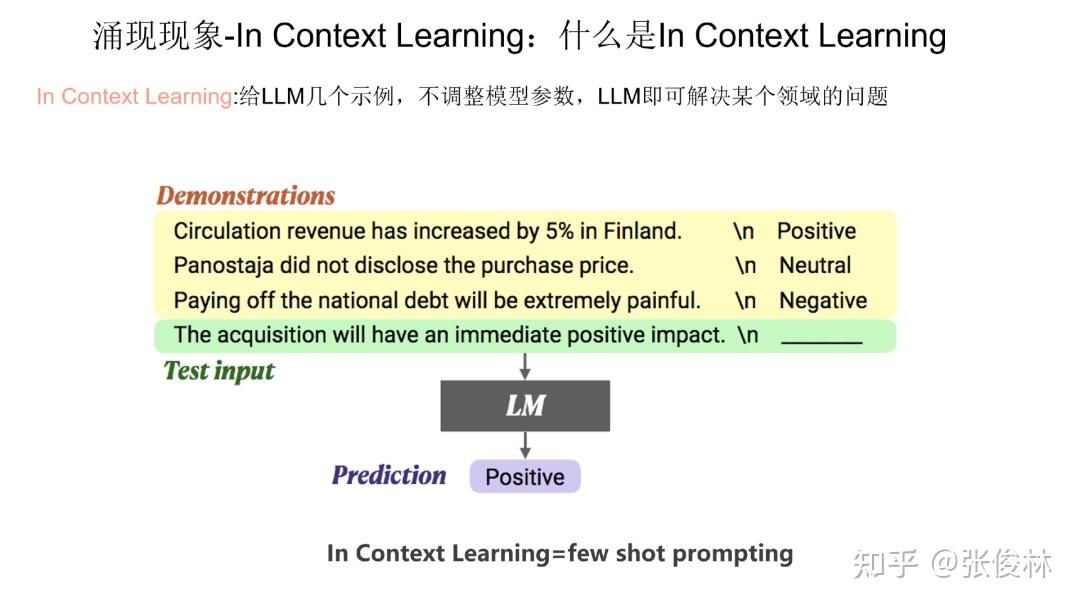 涌现现象-In Context Learning：什么是In Context Learning
In Context Learning:给LLM几个示例，不调整模型参数，LLM即可解决某个领域的问题
Demonstrations
Circulation revenue has increased by 5% in Finland. \n Positive
Panostaja did not disclose the purchase price. \n Neutral
Paying off the national debt will be extremely painful. \n Negative
The acquisition will have an immediate positive impact. \n ______
Test input
LM
Prediction Positive
In Context Learning=few shot prompting
知乎 @张俊林